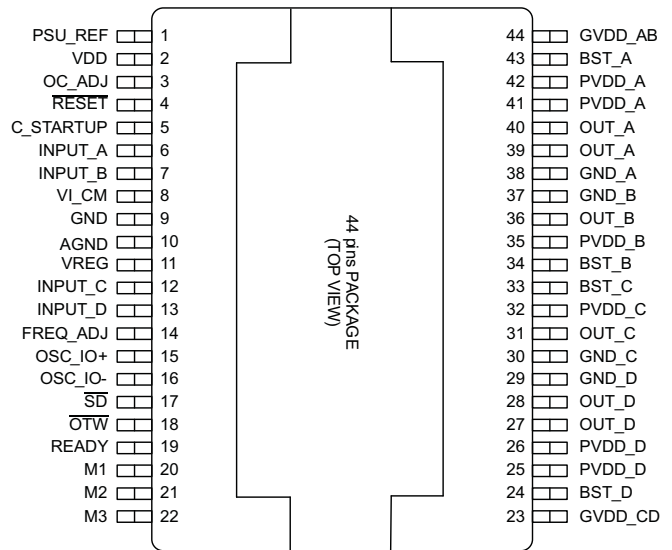 PSU_REF 1 44 GVDD_AB
VDD 2 43 BST_A
OC_ADJ 3 42 PVDD_A
RESET 4 41 PVDD_A
C_STARTUP 5 40 OUT_A
INPUT_A 6 39 OUT_A
INPUT_B 7 38 GND_A
VI_CM 8 37 GND_B
GND 9 36 OUT_B
AGND 10 35 PVDD_B
VREG 11 34 BST_B
INPUT_C 12 33 BST_C
INPUT_D 13 32 PVDD_C
FREQ_ADJ 14 31 OUT_C
OSC_IO+ 15 30 GND_C
OSC_IO- 16 29 GND_D
SD 17 28 OUT_D
OTW 18 27 OUT_D
READY 19 26 PVDD_D
M1 20 25 PVDD_D
M2 21 24 BST_D
M3 22 23 GVDD_CD
44 pins PACKAGE
(TOP VIEW)